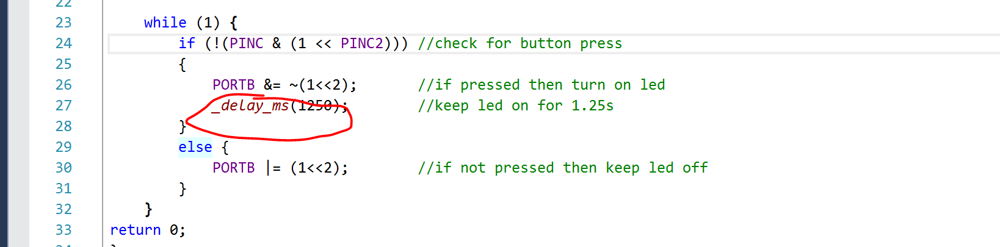 22
23 while (1) {
24 if (!(PINC & (1 << PINC2))) //check for button press
25 {
26 PORTB &= ~(1<<2); //if pressed then turn on led
27 _delay_ms(1250); //keep led on for 1.25s
28 }
29 else {
30 PORTB |= (1<<2); //if not pressed then keep led off
31 }
32 }
33 return 0;